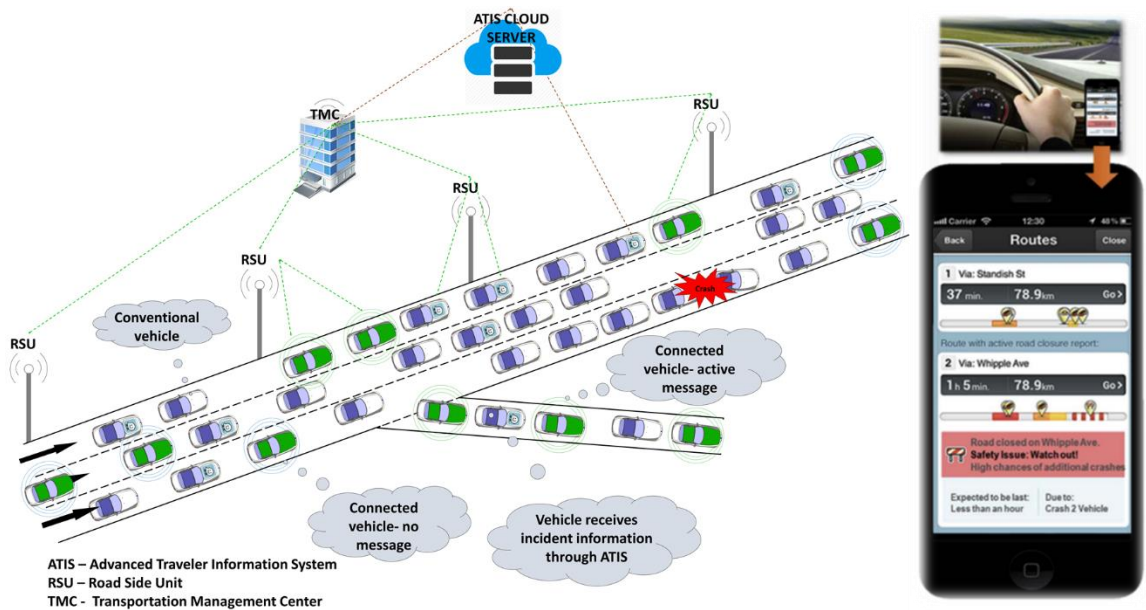 ATIS CLOUD
SERVER
TMC
RSU
RSU
RSU
RSU
Conventional
vehicle
Crash
Connected
vehicle- active
message
Connected
vehicle- no
message
Vehicle receives
incident information
through ATIS
ATIS – Advanced Traveler Information System
RSU – Road Side Unit
TMC - Transportation Management Center
Carrier 12:30 48%
Back Routes Close
1 Via: Standish St
37 min. 78.9km Go >
Route with active road closure report:
2 Via: Whipple Ave
1 h 5 min. 78.9km Go >
Road closed on Whipple Ave.
Safety Issue: Watch out!
High chances of additional crashes
Expected to be last: Due to:
Less than an hour Crash 2 Vehicle